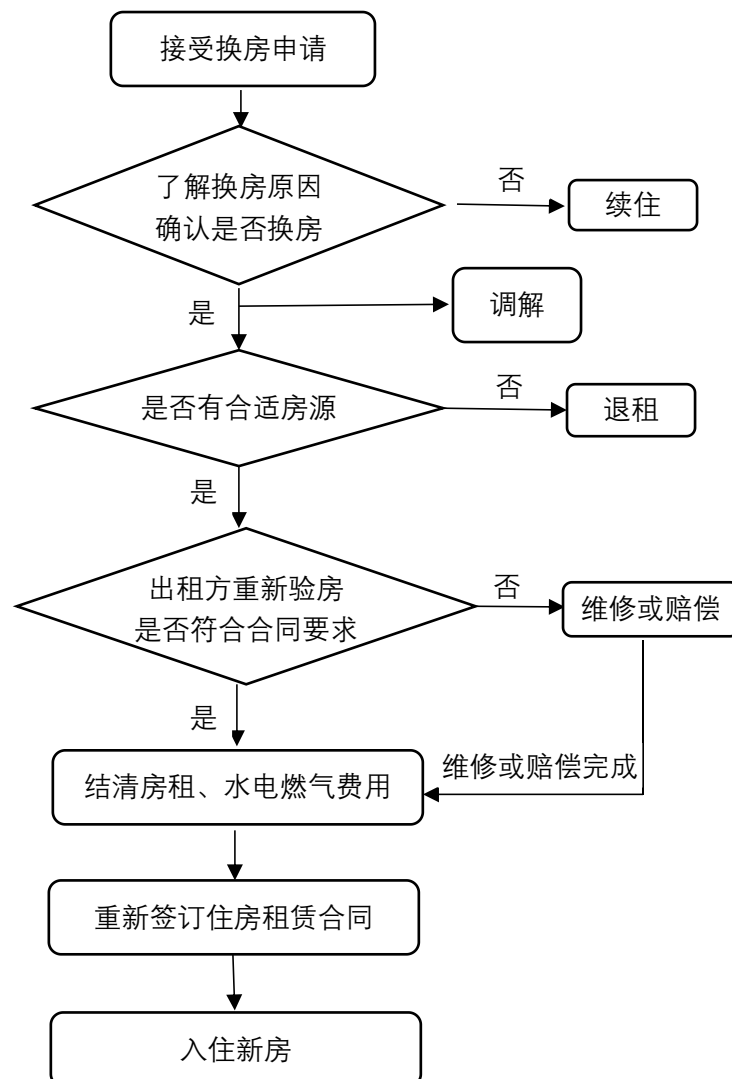 接受换房申请
了解换房原因
确认是否换房
否
续住
是
调解
是否有合适房源
否
退租
是
出租方重新验房
是否符合合同要求
否
维修或赔偿
是
维修或赔偿完成
结清房租、水电燃气费用
重新签订住房租赁合同
入住新房